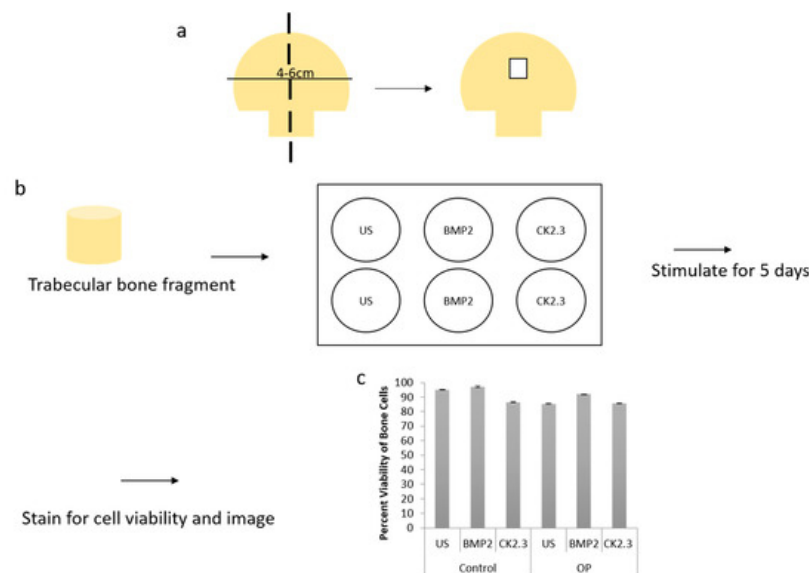 a
4-6cm
b
US
BMP2
CK2.3
US
BMP2
CK2.3
Trabecular bone fragment
Stimulate for 5 days
Stain for cell viability and image
c
Percent Viability of Bone Cells
100
90
80
70
60
50
40
30
20
10
0
US BMP2 CK2.3 US BMP2 CK2.3
Control OP